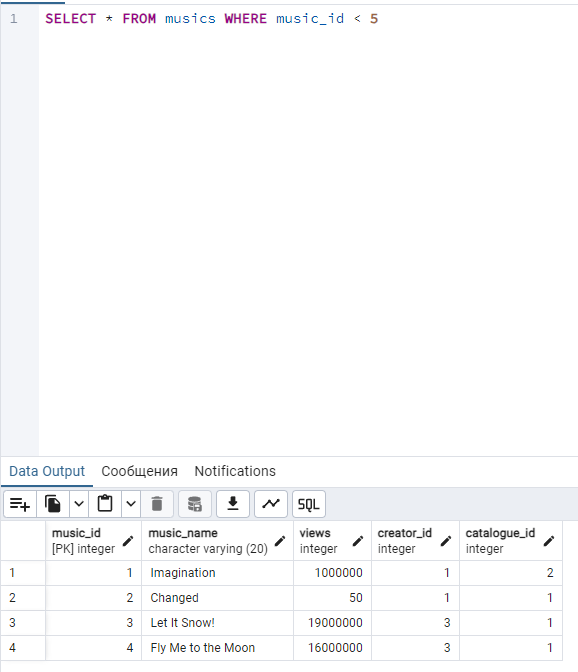 1 SELECT * FROM musics WHERE music_id < 5
Data Output Сообщения Notifications
SQL
music_id music_name views creator_id catalogue_id
[PK] integer character varying (20) integer integer integer
1 1 Imagination 1000000 1 2
2 2 Changed 50 1 1
3 3 Let It Snow! 19000000 3 1
4 4 Fly Me to the Moon 16000000 3 1